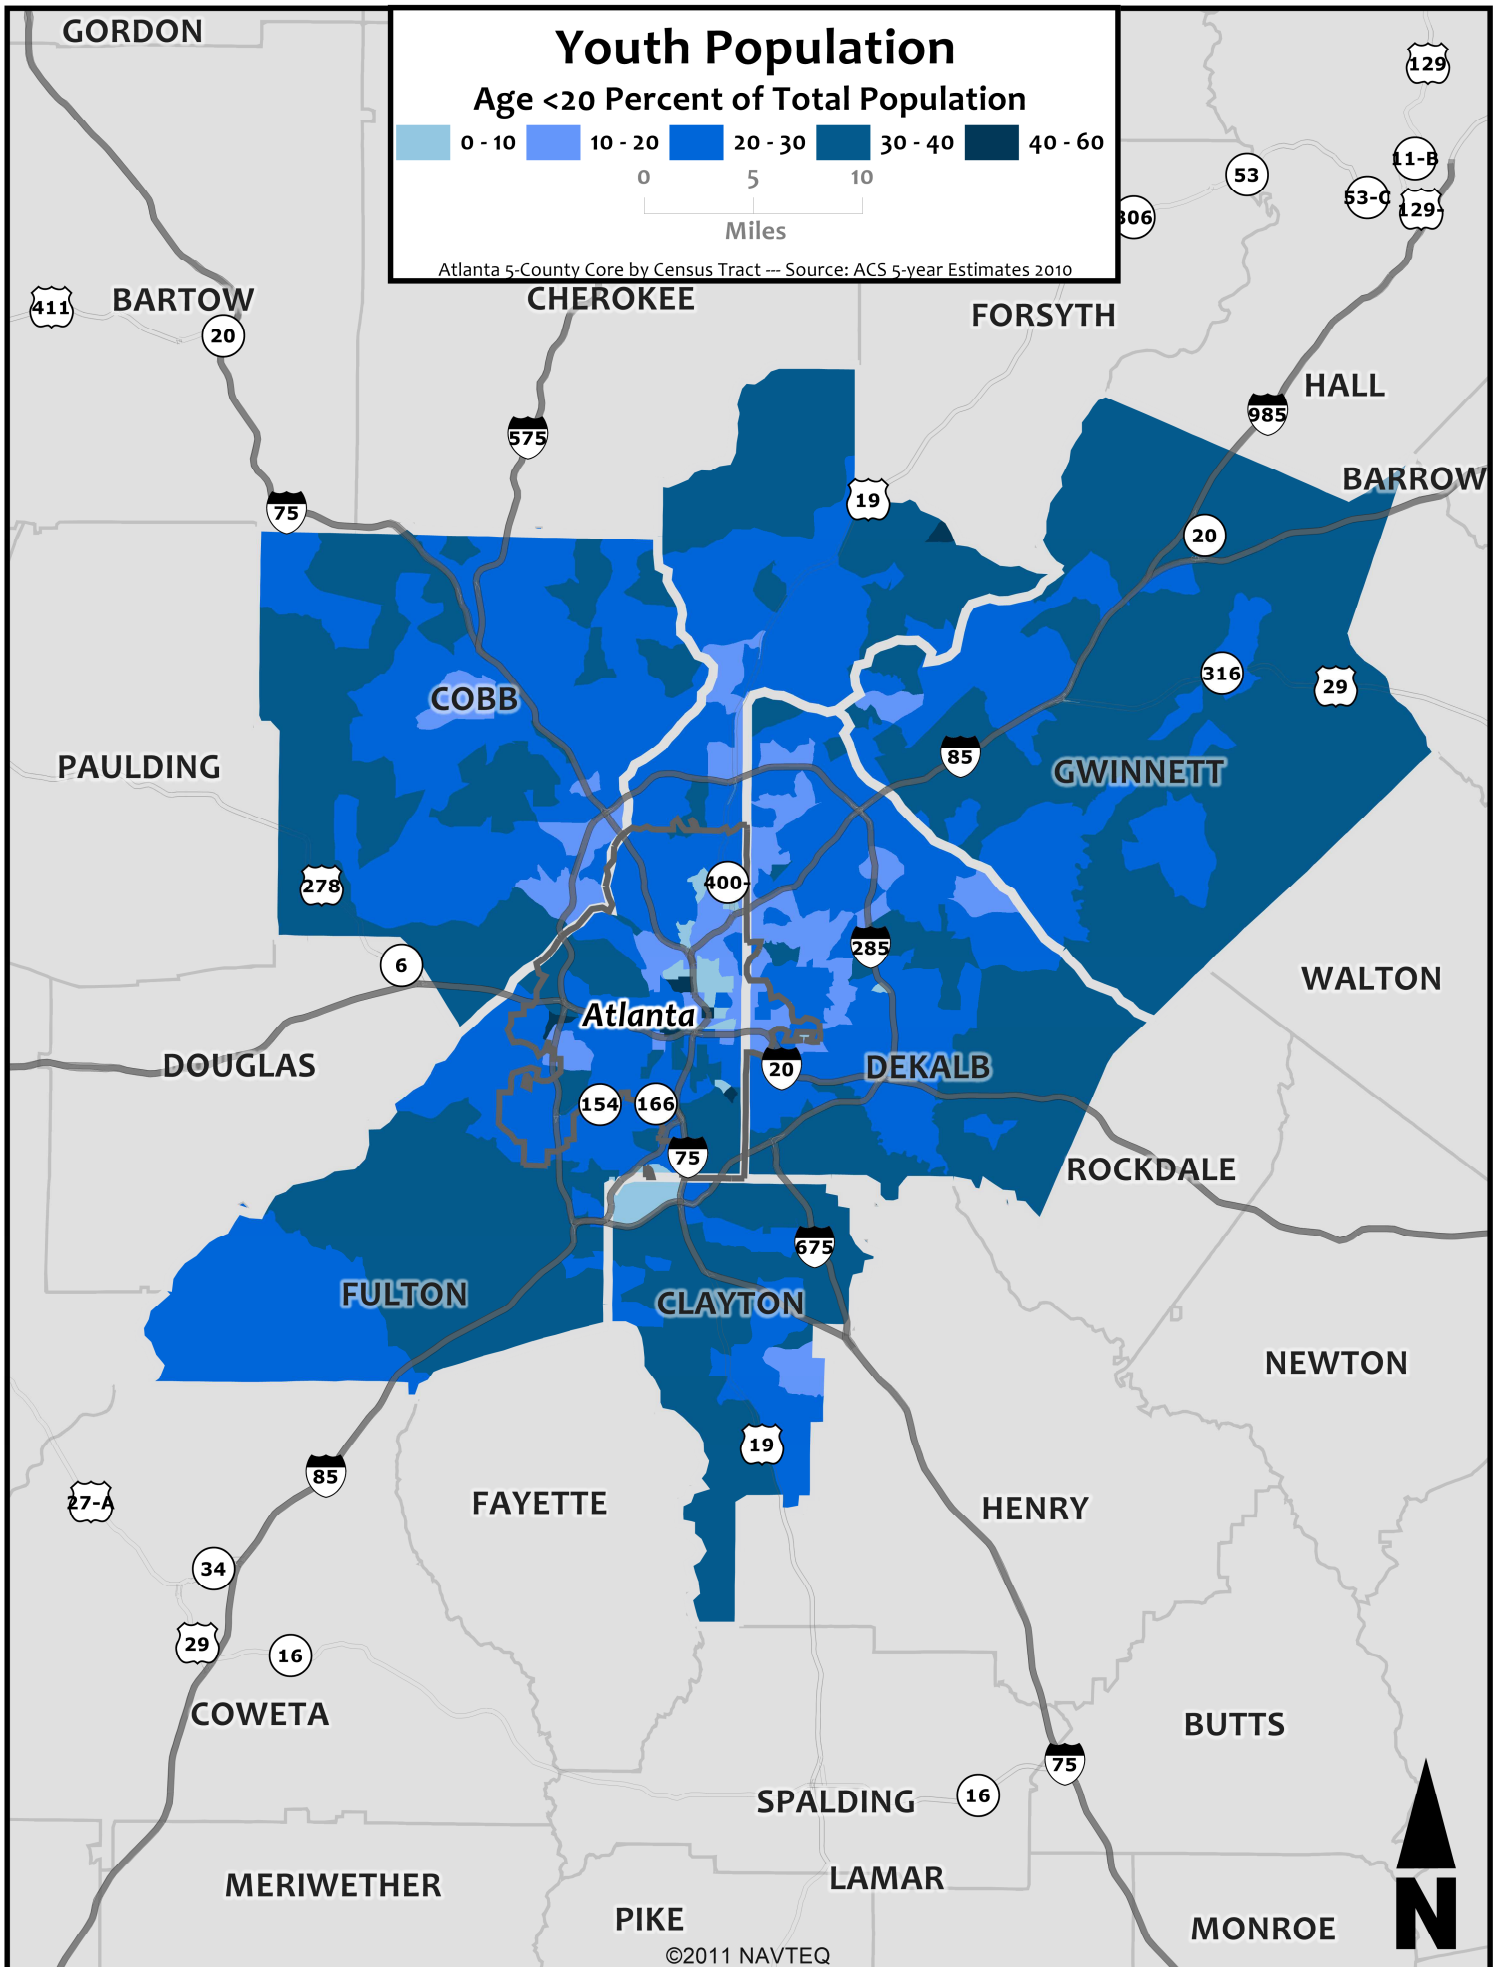 GORDON
Youth Population
Age <20 Percent of Total Population
0 - 10 10 - 20 20 - 30 30 - 40 40 - 60
0 5 10
Miles
Atlanta 5-County Core by Census Tract --- Source: ACS 5-year Estimates 2010
129
11-B
53
53-C
129-
306
411
BARTOW
CHEROKEE
FORSYTH
20
HALL
985
575
BARROW
75
19
20
316
29
COBB
PAULDING
85
GWINNETT
278
400-
285
6
WALTON
Atlanta
DOUGLAS
20
DEKALB
154
166
75
ROCKDALE
675
FULTON
CLAYTON
NEWTON
19
85
27-A
FAYETTE
HENRY
34
29
16
COWETA
BUTTS
75
SPALDING
16
LAMAR
MERIWETHER
PIKE
MONROE
N
©2011 NAVTEQ